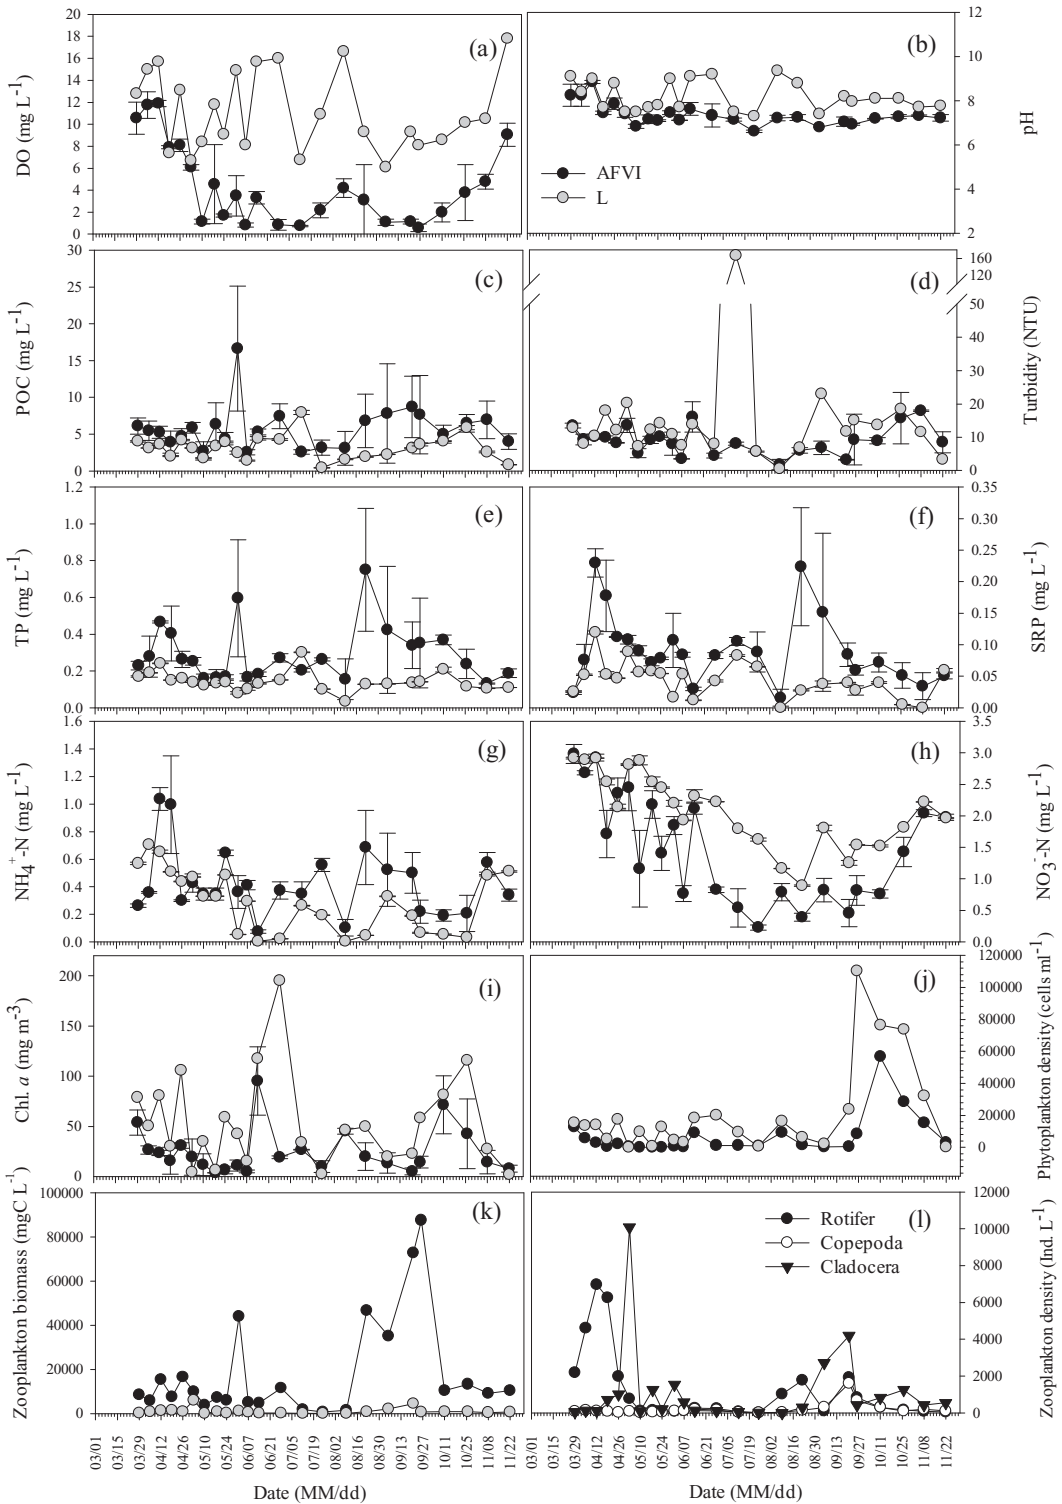 (a)
DO (mg L-1)
20
18
16
14
12
10
8
6
4
2
0
(b)
pH
12
10
8
6
4
2
AFVI
L
(c)
POC (mg L-1)
30
25
20
15
10
5
0
(d)
Turbidity (NTU)
160
120
50
40
30
20
10
0
(e)
TP (mg L-1)
1.2
1.0
0.8
0.6
0.4
0.2
0.0
(f)
SRP (mg L-1)
0.35
0.30
0.25
0.20
0.15
0.10
0.05
0.00
(g)
NH4+-N (mg L-1)
1.6
1.4
1.2
1.0
0.8
0.6
0.4
0.2
0.0
(h)
NO3--N (mg L-1)
3.5
3.0
2.5
2.0
1.5
1.0
0.5
0.0
(i)
Chl. a (mg m-3)
200
150
100
50
0
(j)
Phytoplankton density (cells ml-1)
120000
100000
80000
60000
40000
20000
0
(k)
Zooplankton biomass (mgC L-1)
100000
80000
60000
40000
20000
0
(l)
Zooplankton density (Ind. L-1)
12000
10000
8000
6000
4000
2000
0
Rotifer
Copepoda
Cladocera
03/01 03/15 03/29 04/12 04/26 05/10 05/24 06/07 06/21 07/05 07/19 08/02 08/16 08/30 09/13 09/27 10/11 10/25 11/08 11/22
03/01 03/15 03/29 04/12 04/26 05/10 05/24 06/07 06/21 07/05 07/19 08/02 08/16 08/30 09/13 09/27 10/11 10/25 11/08 11/22
Date (MM/dd)
Date (MM/dd)